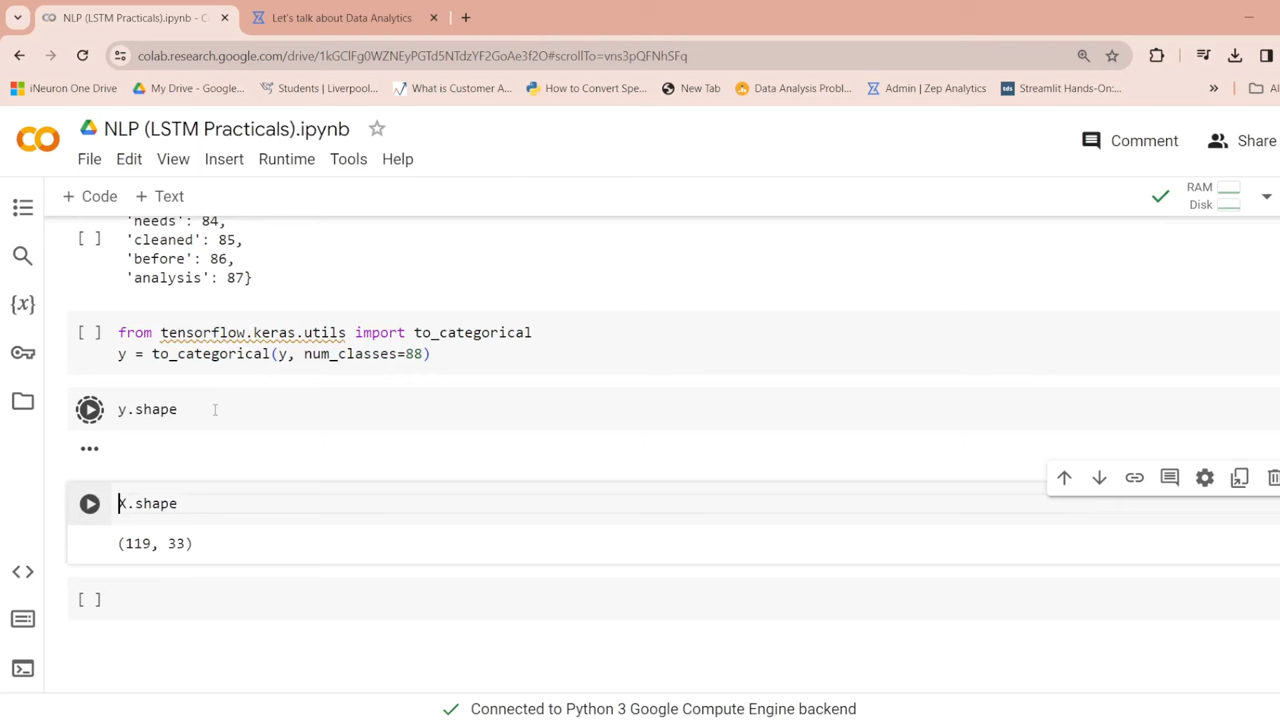 NLP (LSTM Practicals).ipynb - C
Let's talk about Data Analytics
colab.research.google.com/drive/1kGClFg0WZNEyPGTd5NTdzYF2GoAe3f2O#scrollTo=vns3pQFNhSFq
iNeuron One Drive
My Drive - Google...
Students | Liverpool...
What is Customer A...
How to Convert Spe...
New Tab
Data Analysis Probl...
Admin | Zep Analytics
Streamlit Hands-On:...
»
Al
NLP (LSTM Practicals).ipynb
Comment
Share
File Edit View Insert Runtime Tools Help
+ Code + Text
RAM
Disk
'needs': 84,
[ ] 'cleaned': 85,
'before': 86,
'analysis': 87}
[ ] from tensorflow.keras.utils import to_categorical
y = to_categorical(y, num_classes=88)
y.shape
•••
X.shape
(119, 33)
[ ]
Connected to Python 3 Google Compute Engine backend